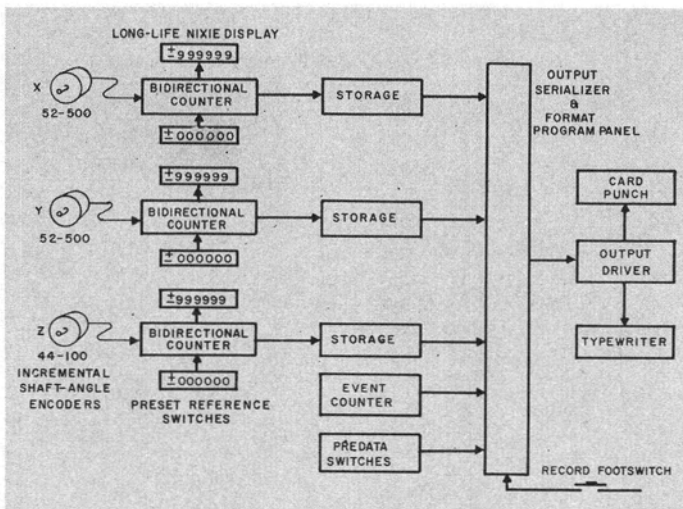 LONG-LIFE NIXIE DISPLAY
±999999
X
52-500
BIDIRECTIONAL
COUNTER
±000000
STORAGE
OUTPUT
SERIALIZER
&
FORMAT
PROGRAM PANEL
±999999
Y
52-500
BIDIRECTIONAL
COUNTER
±000000
STORAGE
CARD
PUNCH
OUTPUT
DRIVER
TYPEWRITER
±999999
Z
44-100
BIDIRECTIONAL
COUNTER
±000000
STORAGE
INCREMENTAL
SHAFT-ANGLE
ENCODERS
PRESET REFERENCE
SWITCHES
EVENT
COUNTER
PREDATA
SWITCHES
RECORD FOOTSWITCH